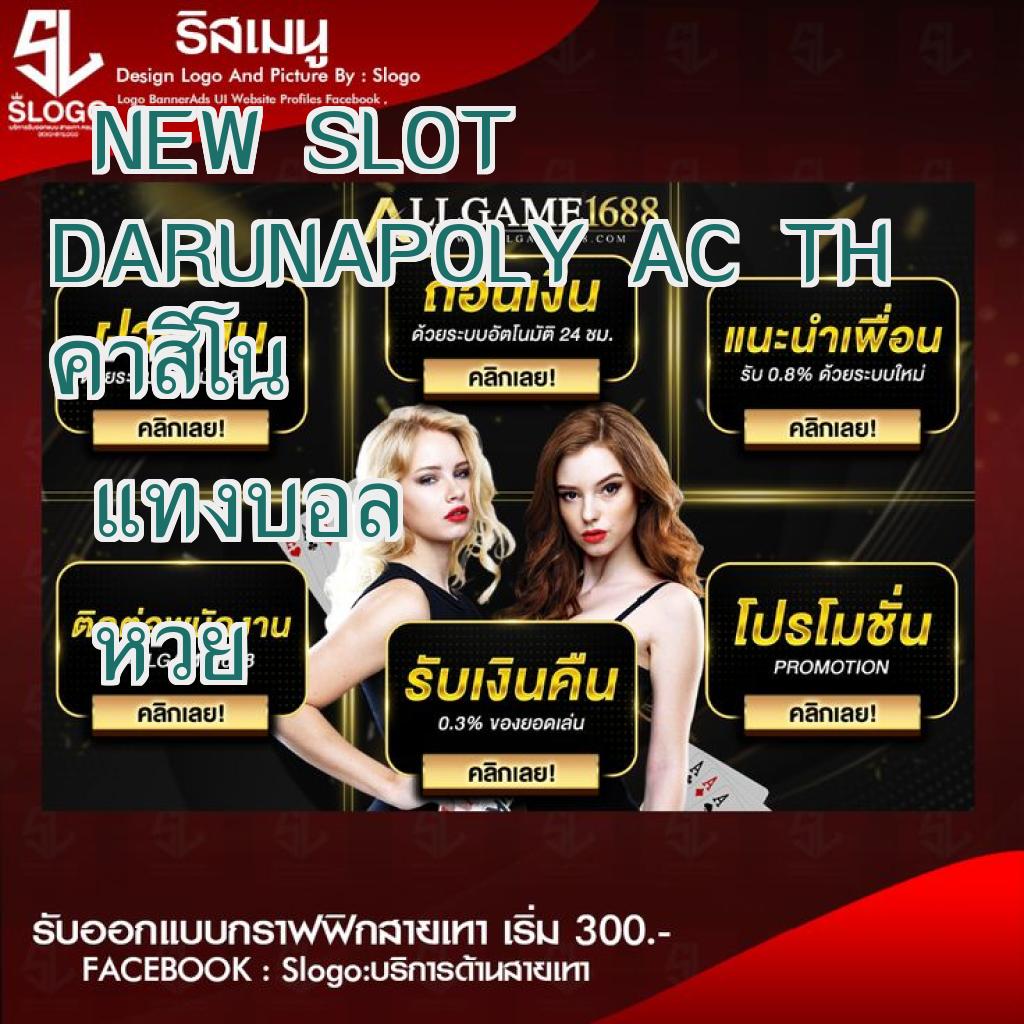 ริสเมนู
Design Logo And Picture By : Slogo
Logo BannerAds UI Website Profiles Facebook .
SL
SLOGO
NEW SLOT
DARUNAPOLY AC TH
คาสิโน
แทงบอล
หวย
ALLGAME1688
ถอนเงิน
ด้วยระบบอัตโนมัติ 24 ชม.
คลิกเลย!
คลิกเลย!
แนะนำเพื่อน
รับ 0.8% ด้วยระบบใหม่
คลิกเลย!
คลิกเลย!
รับเงินคืน
0.3% ของยอดเล่น
คลิกเลย!
โปรโมชั่น
PROMOTION
คลิกเลย!
รับออกแบบกราฟฟิกสายเทา เริ่ม 300.-
FACEBOOK : Slogo:บริการด้านสายเทา